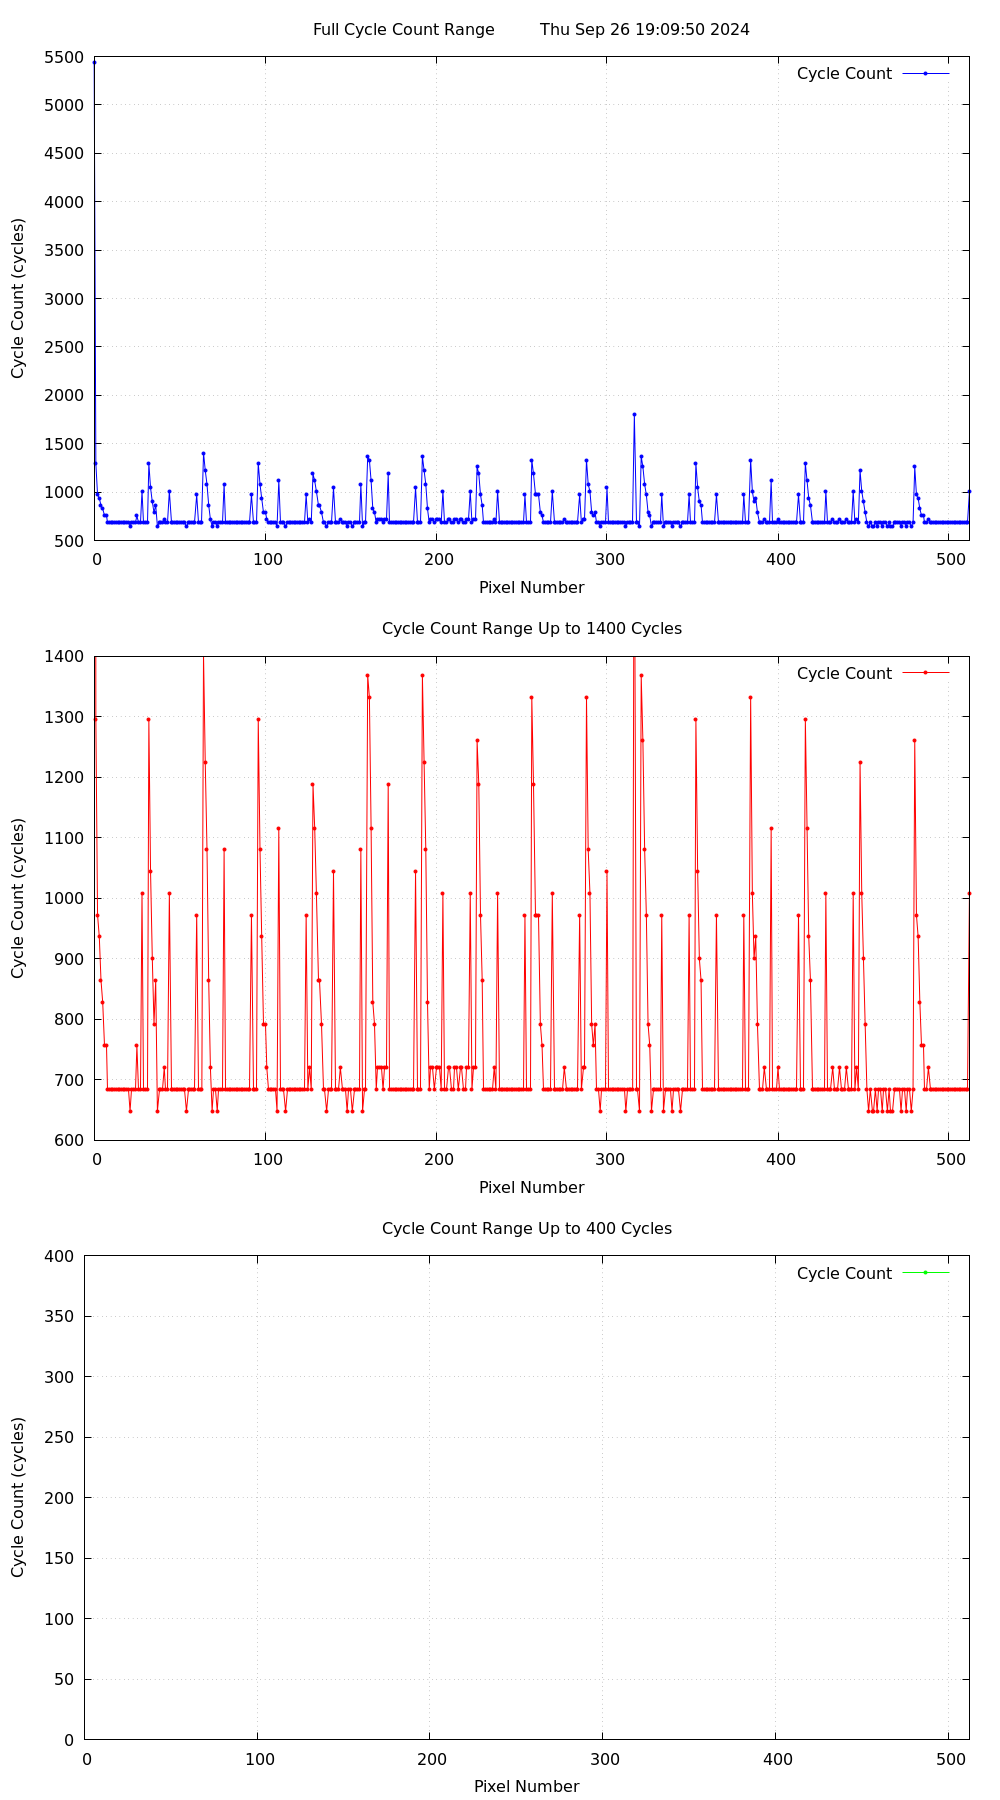 Full Cycle Count Range Thu Sep 26 19:09:50 2024
Cycle Count
5500
5000
4500
4000
3500
3000
2500
2000
1500
1000
500
Cycle Count (cycles)
0 100 200 300 400 500
Pixel Number
Cycle Count Range Up to 1400 Cycles
Cycle Count
1400
1300
1200
1100
1000
900
800
700
600
Cycle Count (cycles)
0 100 200 300 400 500
Pixel Number
Cycle Count Range Up to 400 Cycles
Cycle Count
400
350
300
250
200
150
100
50
0
Cycle Count (cycles)
0 100 200 300 400 500
Pixel Number